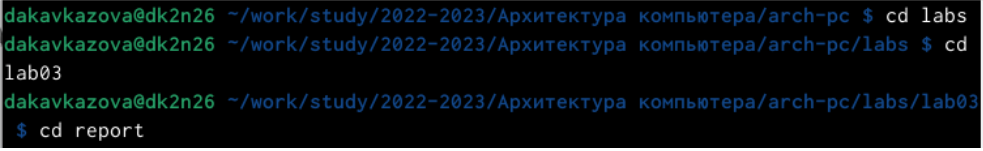 dakavkazova@dk2n26 ~/work/study/2022-2023/Архитектура компьютера/arch-pc $ cd labs
dakavkazova@dk2n26 ~/work/study/2022-2023/Архитектура компьютера/arch-pc/labs $ cd
lab03
dakavkazova@dk2n26 ~/work/study/2022-2023/Архитектура компьютера/arch-pc/labs/lab03
$ cd report